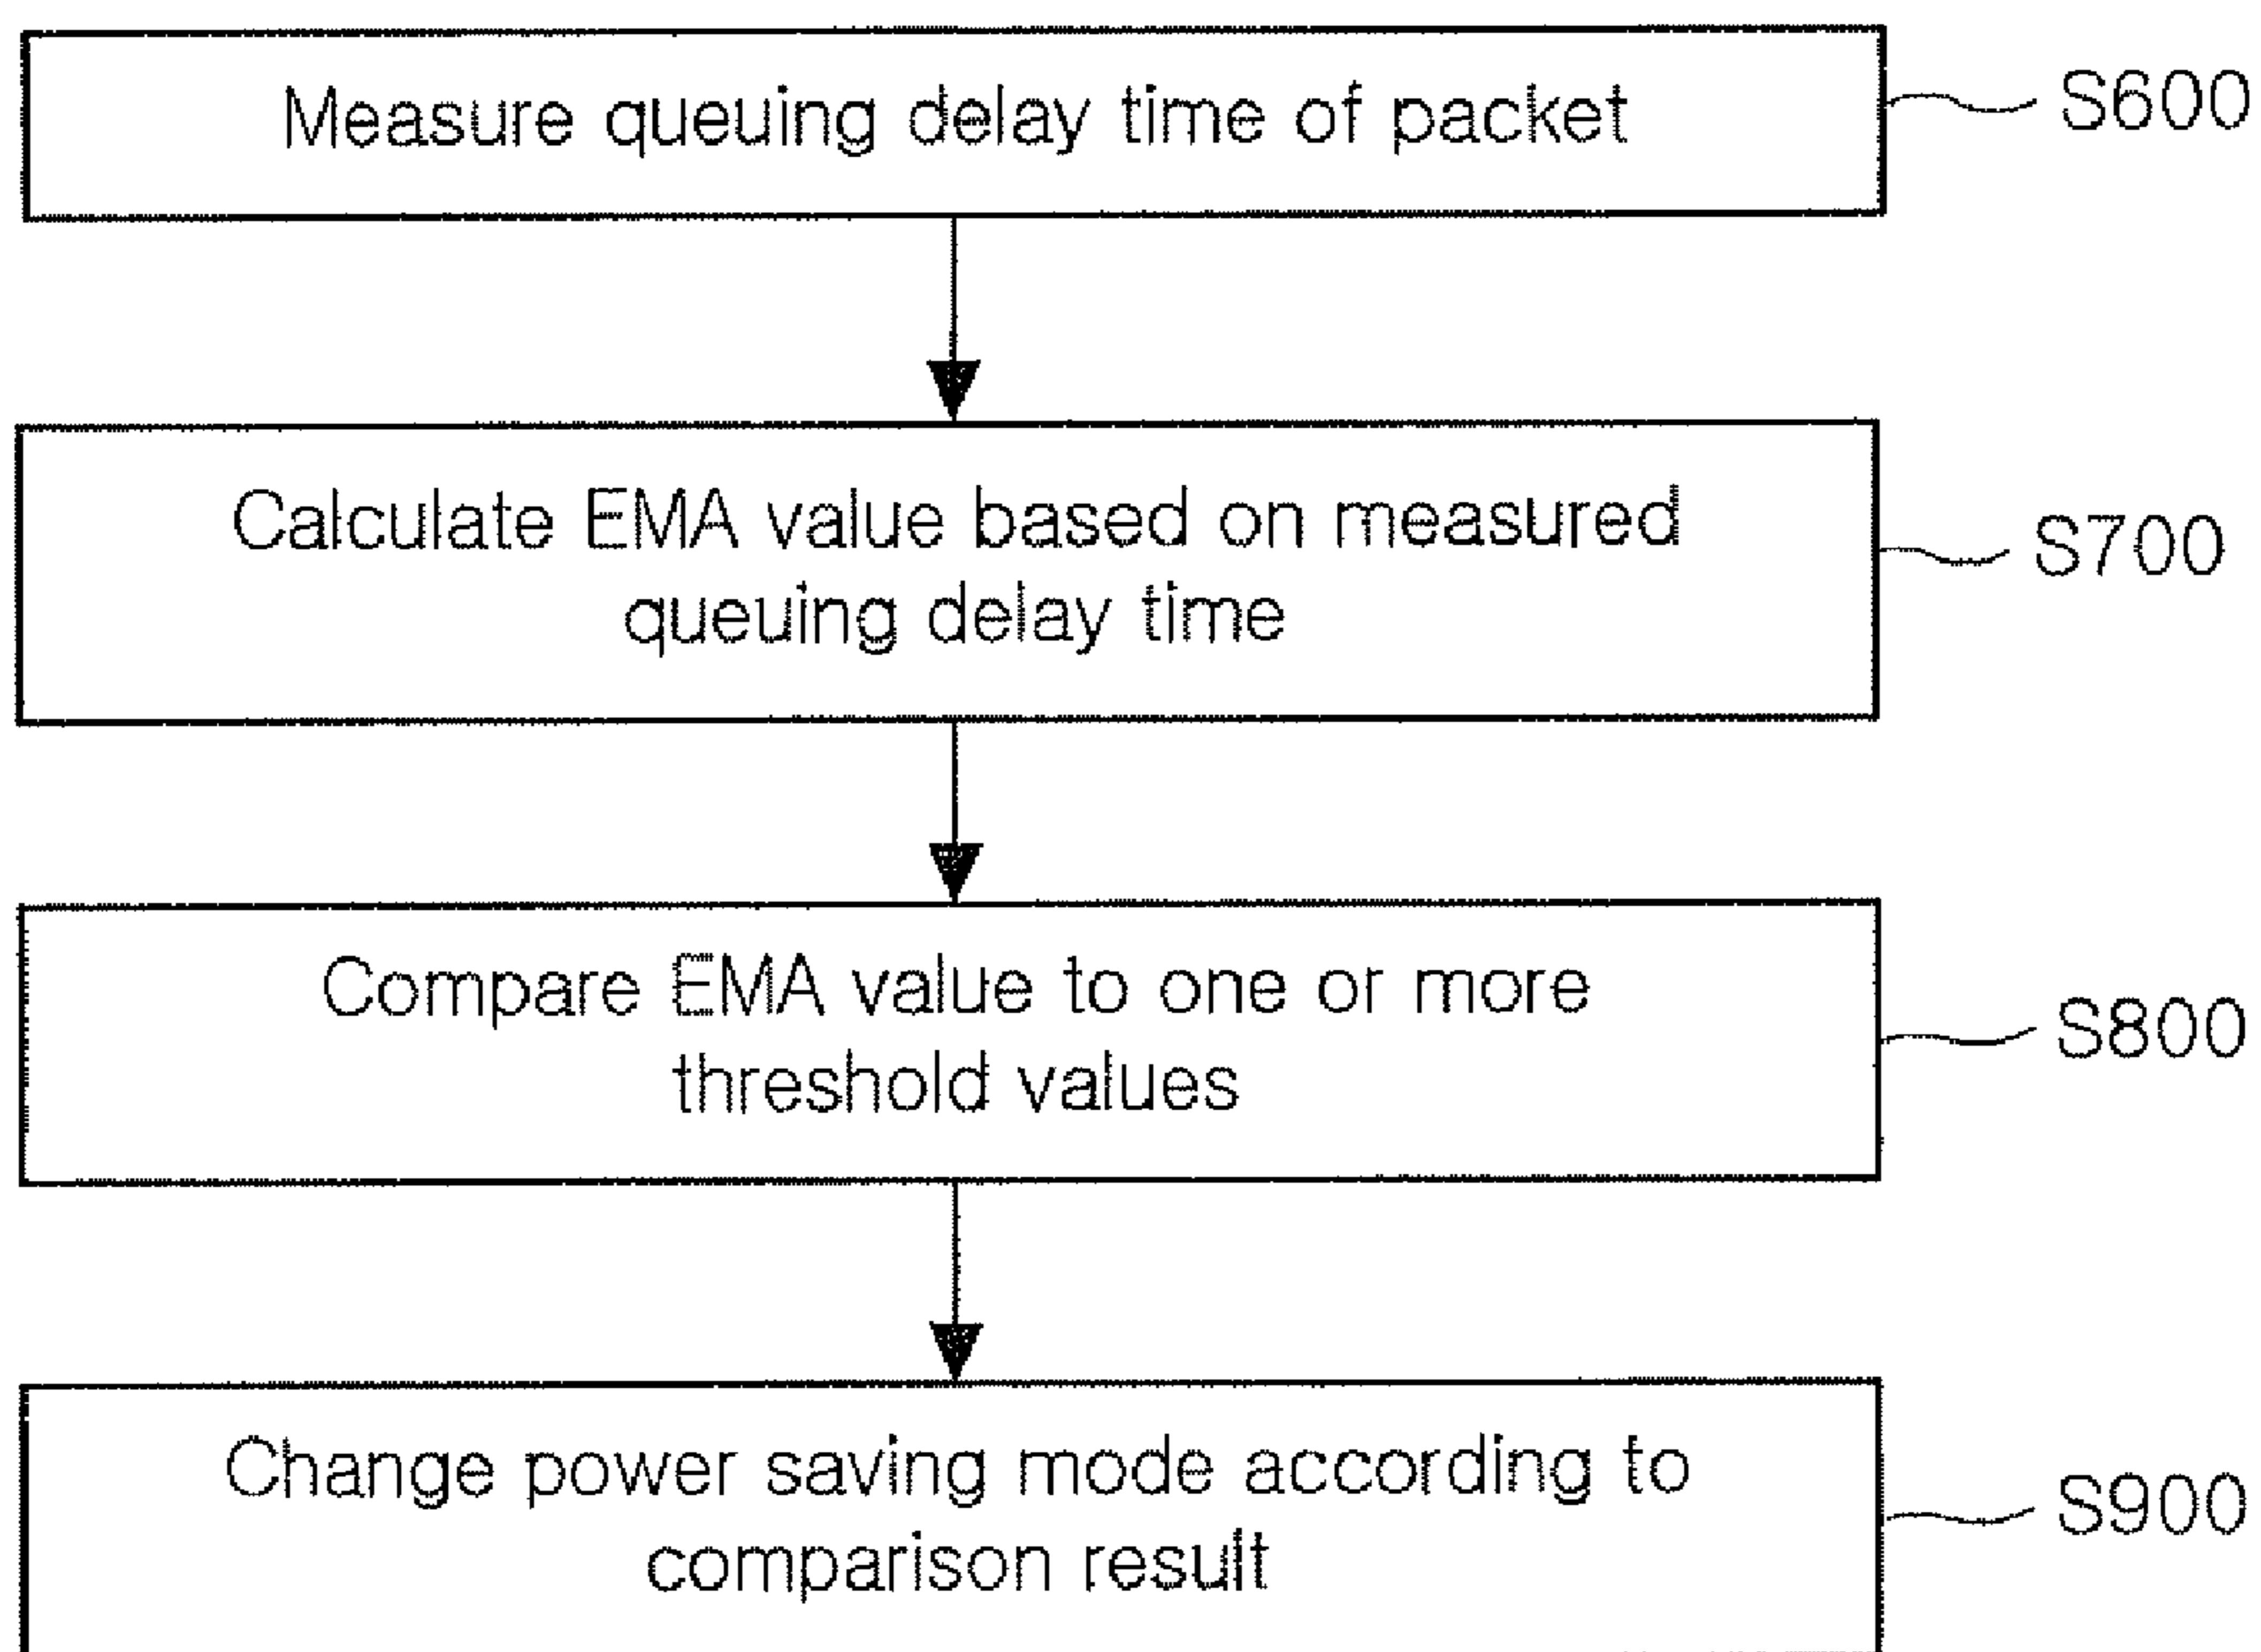 Measure queuing delay time of packet
S600
Calculate EMA value based on measured
queuing delay time
S700
Compare EMA value to one or more
threshold values
S800
Change power saving mode according to
comparison result
S900